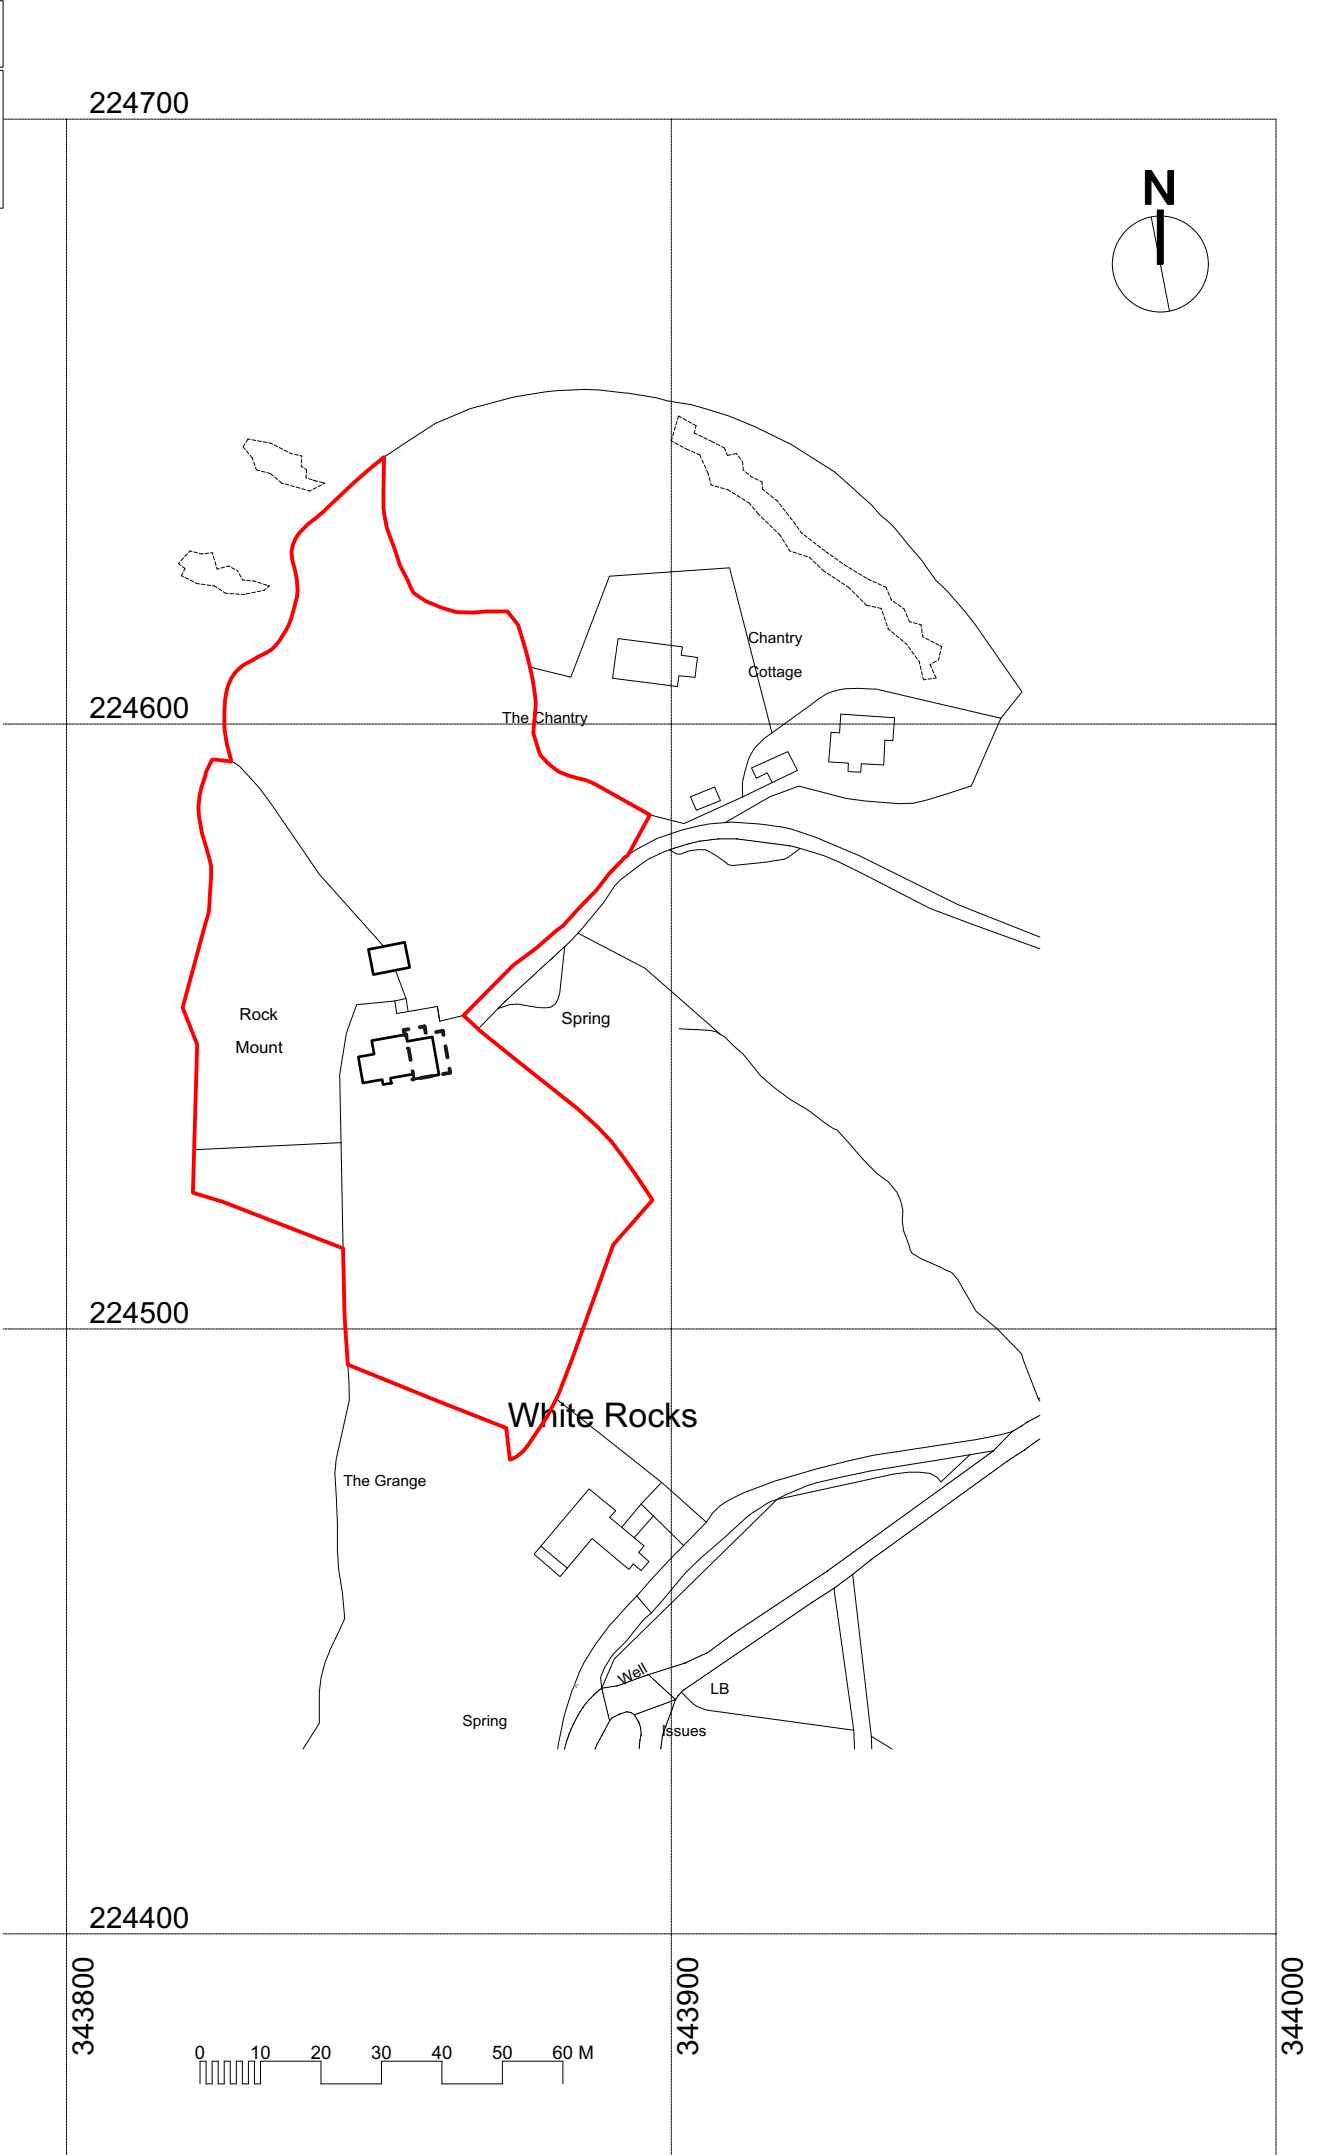 224700
N
Chantry
Cottage
224600
The Chantry
Rock
Mount
Spring
224500
White Rocks
The Grange
Well
LB
Spring
Issues
224400
343800
343900
344000
0 10 20 30 40 50 60 M